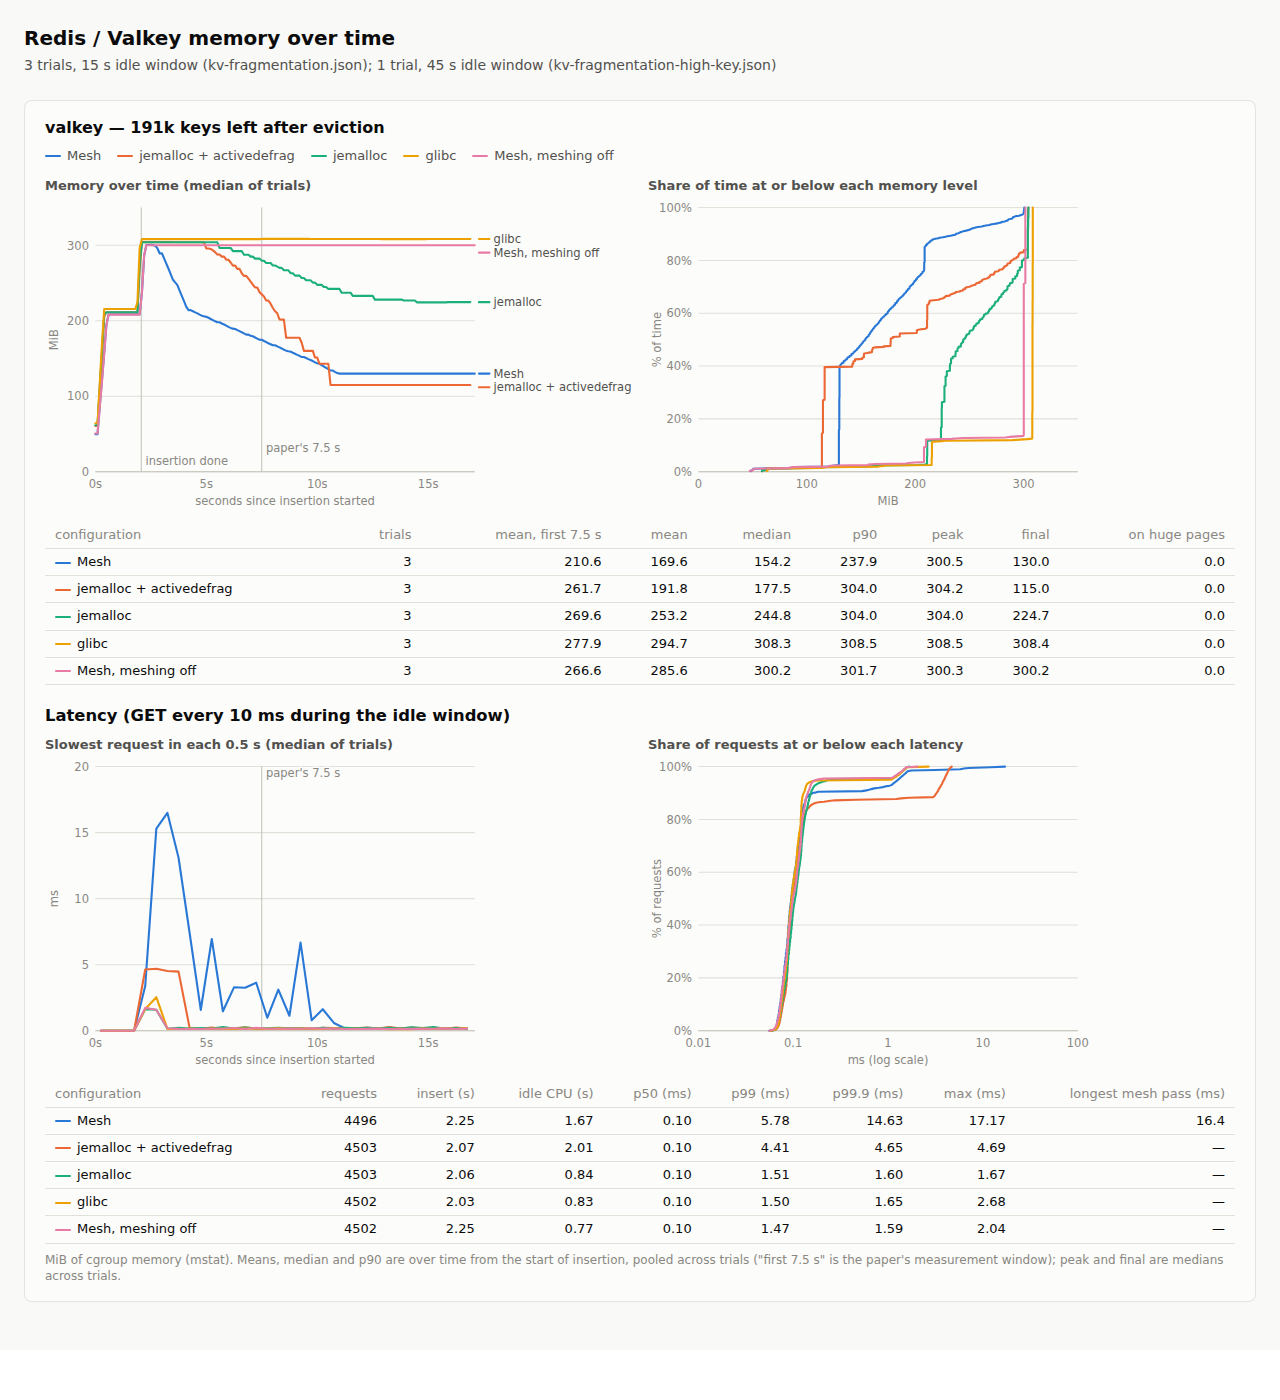 Redis / Valkey memory over time
3 trials, 15 s idle window (kv-fragmentation.json); 1 trial, 45 s idle window (kv-fragmentation-high-key.json)
valkey — 191k keys left after eviction
Mesh jemalloc + activedefrag jemalloc glibc Mesh, meshing off
Memory over time (median of trials)
300
200
100
0
MiB
0s 5s 10s 15s
seconds since insertion started
insertion done
paper's 7.5 s
glibc
Mesh, meshing off
jemalloc
Mesh
jemalloc + activedefrag
Share of time at or below each memory level
100%
80%
60%
40%
20%
0%
% of time
0 100 200 300
MiB
configuration trials mean, first 7.5 s mean median p90 peak final on huge pages
Mesh 3 210.6 169.6 154.2 237.9 300.5 130.0 0.0
jemalloc + activedefrag 3 261.7 191.8 177.5 304.0 304.2 115.0 0.0
jemalloc 3 269.6 253.2 244.8 304.0 304.0 224.7 0.0
glibc 3 277.9 294.7 308.3 308.5 308.5 308.4 0.0
Mesh, meshing off 3 266.6 285.6 300.2 301.7 300.3 300.2 0.0
Latency (GET every 10 ms during the idle window)
Slowest request in each 0.5 s (median of trials)
20
15
10
5
0
ms
paper's 7.5 s
0s 5s 10s 15s
seconds since insertion started
Share of requests at or below each latency
100%
80%
60%
40%
20%
0%
% of requests
0.01 0.1 1 10 100
ms (log scale)
configuration requests insert (s) idle CPU (s) p50 (ms) p99 (ms) p99.9 (ms) max (ms) longest mesh pass (ms)
Mesh 4496 2.25 1.67 0.10 5.78 14.63 17.17 16.4
jemalloc + activedefrag 4503 2.07 2.01 0.10 4.41 4.65 4.69 —
jemalloc 4503 2.06 0.84 0.10 1.51 1.60 1.67 —
glibc 4502 2.03 0.83 0.10 1.50 1.65 2.68 —
Mesh, meshing off 4502 2.25 0.77 0.10 1.47 1.59 2.04 —
MiB of cgroup memory (mstat). Means, median and p90 are over time from the start of insertion, pooled across trials ("first 7.5 s" is the paper's measurement window); peak and final are medians
across trials.